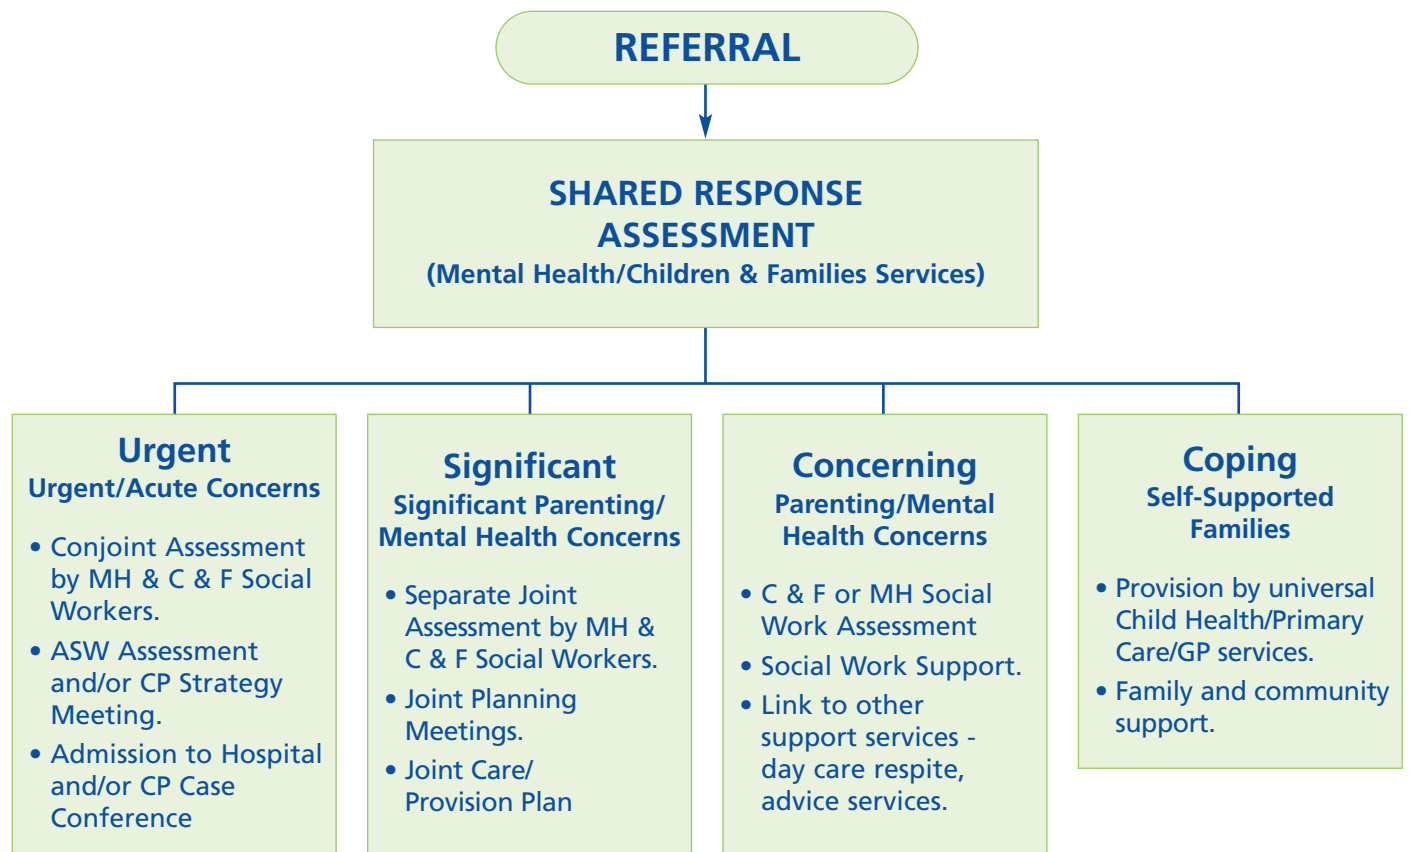 REFERRAL
SHARED RESPONSE
ASSESSMENT
(Mental Health/Children & Families Services)
Urgent
Urgent/Acute Concerns
• Conjoint Assessment
by MH & C & F Social
Workers.
• ASW Assessment
and/or CP Strategy
Meeting.
• Admission to Hospital
and/or CP Case
Conference
Significant
Significant Parenting/
Mental Health Concerns
• Separate Joint
Assessment by MH &
C & F Social Workers.
• Joint Planning
Meetings.
• Joint Care/
Provision Plan
Concerning
Parenting/Mental
Health Concerns
• C & F or MH Social
Work Assessment
• Social Work Support.
• Link to other
support services -
day care respite,
advice services.
Coping
Self-Supported
Families
• Provision by universal
Child Health/Primary
Care/GP services.
• Family and community
support.